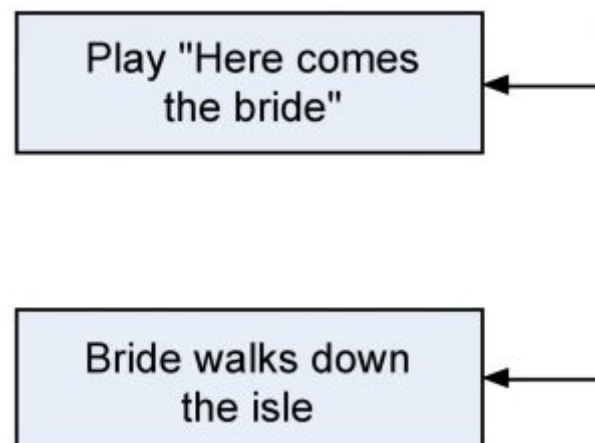 Play "Here comes
the bride"
Bride walks down
the isle